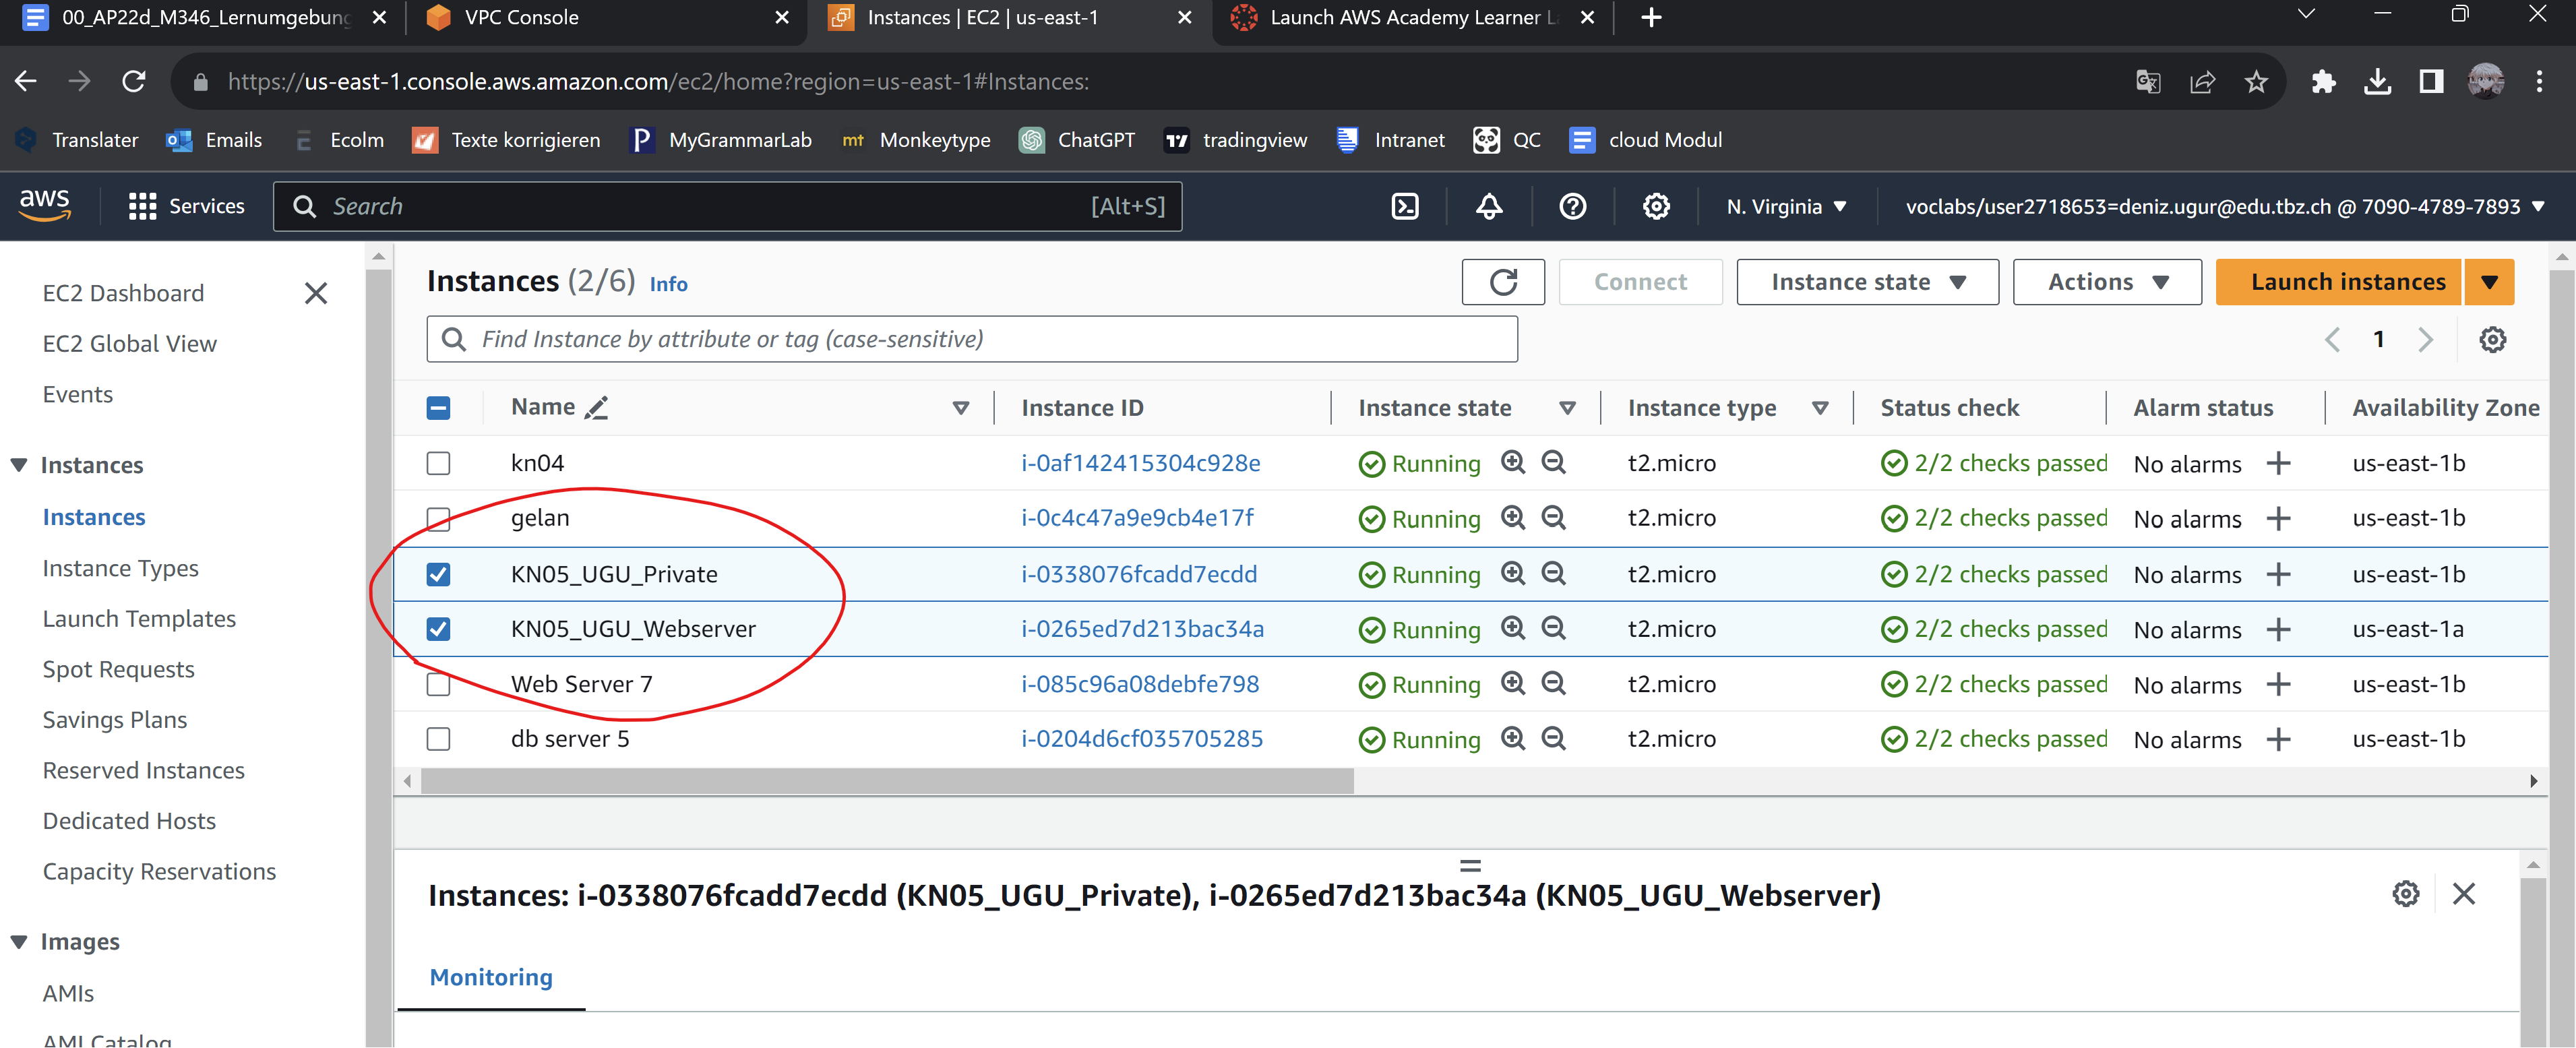 00_AP22d_M346_Lernumgebung
VPC Console
Instances | EC2 | us-east-1
Launch AWS Academy Learner L
https://us-east-1.console.aws.amazon.com/ec2/home?region=us-east-1#Instances:
Translater Emails Ecolm Texte korrigieren MyGrammarLab Monkeytype ChatGPT tradingview Intranet QC cloud Modul
aws Services Search [Alt+S] N. Virginia voclabs/user2718653=deniz.ugur@edu.tbz.ch @ 7090-4789-7893
EC2 Dashboard
EC2 Global View
Events
Instances
Instances
Instance Types
Launch Templates
Spot Requests
Savings Plans
Reserved Instances
Dedicated Hosts
Capacity Reservations
Images
AMIs
AMI Catalog
Instances (2/6) Info
Connect Instance state Actions Launch instances
Find Instance by attribute or tag (case-sensitive)
1
Name Instance ID Instance state Instance type Status check Alarm status Availability Zone
kn04 i-0af142415304c928e Running t2.micro 2/2 checks passed No alarms us-east-1b
gelan i-0c4c47a9e9cb4e17f Running t2.micro 2/2 checks passed No alarms us-east-1b
KN05_UGU_Private i-0338076fcadd7ecdd Running t2.micro 2/2 checks passed No alarms us-east-1b
KN05_UGU_Webserver i-0265ed7d213bac34a Running t2.micro 2/2 checks passed No alarms us-east-1a
Web Server 7 i-085c96a08debfe798 Running t2.micro 2/2 checks passed No alarms us-east-1b
db server 5 i-0204d6cf035705285 Running t2.micro 2/2 checks passed No alarms us-east-1b
Instances: i-0338076fcadd7ecdd (KN05_UGU_Private), i-0265ed7d213bac34a (KN05_UGU_Webserver)
Monitoring